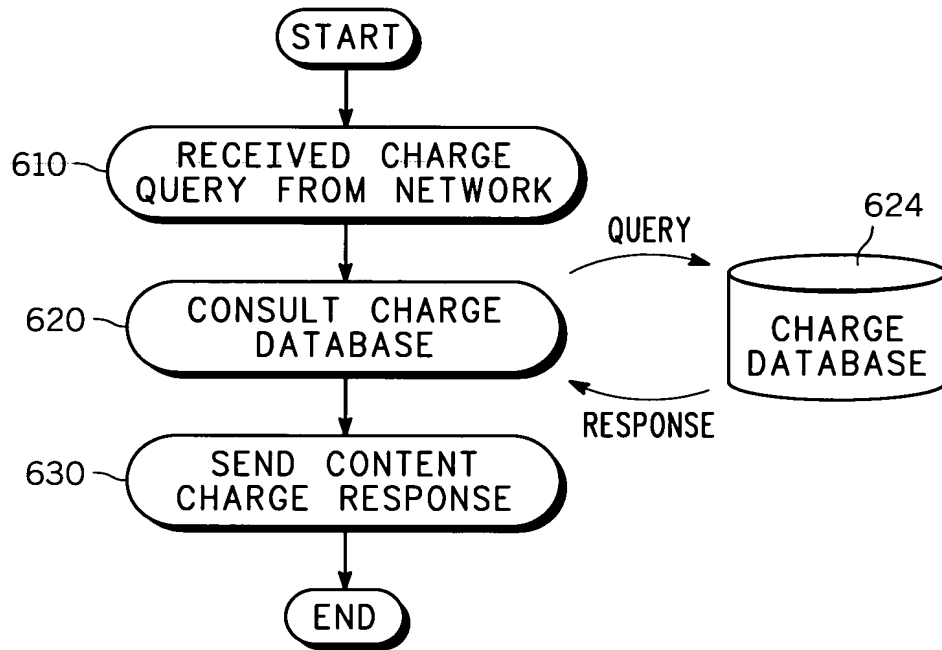 START
610
RECEIVED CHARGE
QUERY FROM NETWORK
QUERY
624
620
CONSULT CHARGE
DATABASE
CHARGE
DATABASE
RESPONSE
630
SEND CONTENT
CHARGE RESPONSE
END